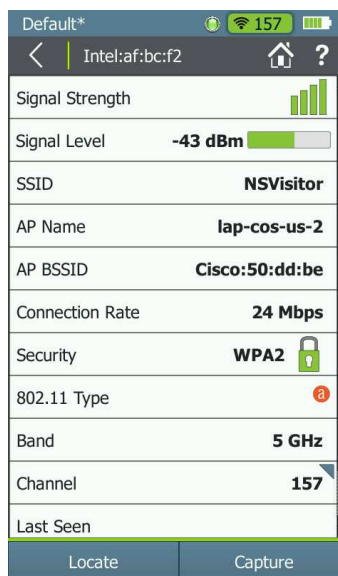 Default* 157
Intel:af:bc:f2 ?
Signal Strength
Signal Level -43 dBm
SSID NSVisitor
AP Name lap-cos-us-2
AP BSSID Cisco:50:dd:be
Connection Rate 24 Mbps
Security WPA2
802.11 Type a
Band 5 GHz
Channel 157
Last Seen
Locate Capture